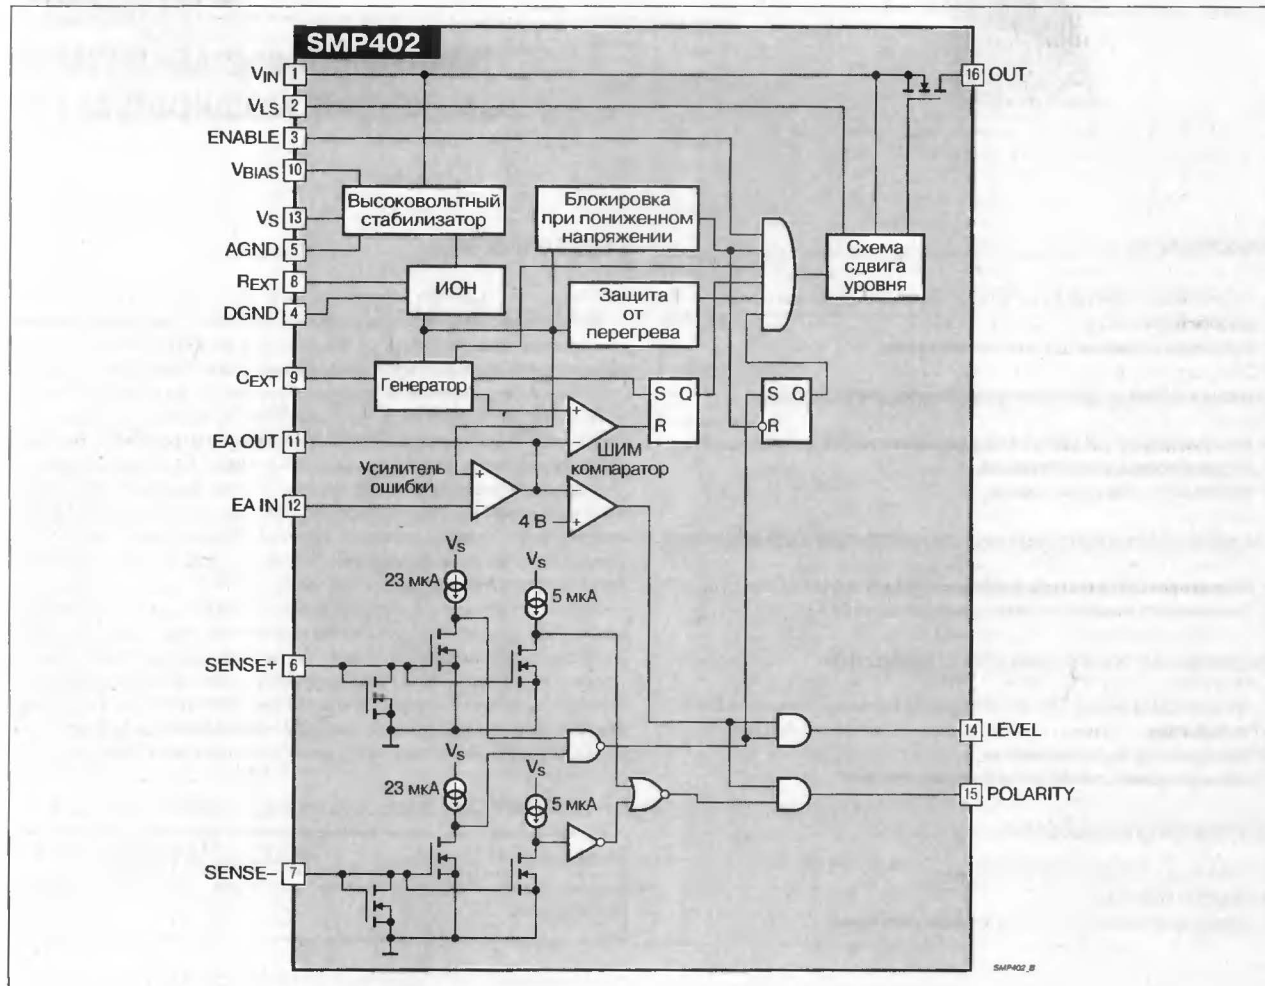 SMP402
VIN 1
16 OUT
VLS 2
ENABLE 3
VBIAS 10
Высоковольтный
стабилизатор
Блокировка
при пониженном
напряжении
VS 13
AGND 5
Схема
сдвига
уровня
REXT 8
ИОН
Защита
от
перегрева
DGND 4
CEXT 9
Генератор
S Q
R
S Q
R
+
−
EA OUT 11
ШИМ
компаратор
Усилитель
ошибки
+
−
EA IN 12
−
4 В +
VS
VS
23 мкА
5 мкА
SENSE+ 6
14 LEVEL
VS
VS
23 мкА
5 мкА
15 POLARITY
SENSE− 7
SMP402_B